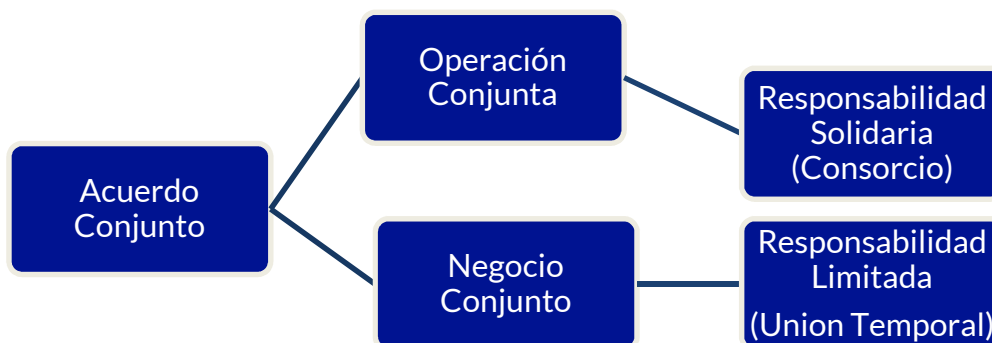 Acuerdo
Conjunto
Operación
Conjunta
Responsabilidad
Solidaria
(Consorcio)
Negocio
Conjunto
Responsabilidad
Limitada
(Union Temporal)